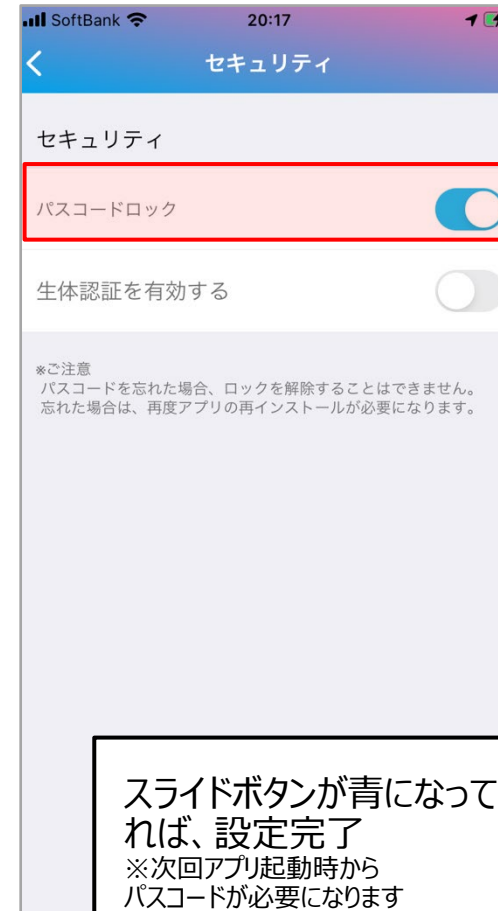 SoftBank 20:17
セキュリティ
セキュリティ
パスコードロック
生体認証を有効する
※ご注意
パスコードを忘れた場合、ロックを解除することはできません。
忘れた場合は、再度アプリの再インストールが必要になります。
スライドボタンが青になって
れば、設定完了
※次回アプリ起動時から
パスコードが必要になります